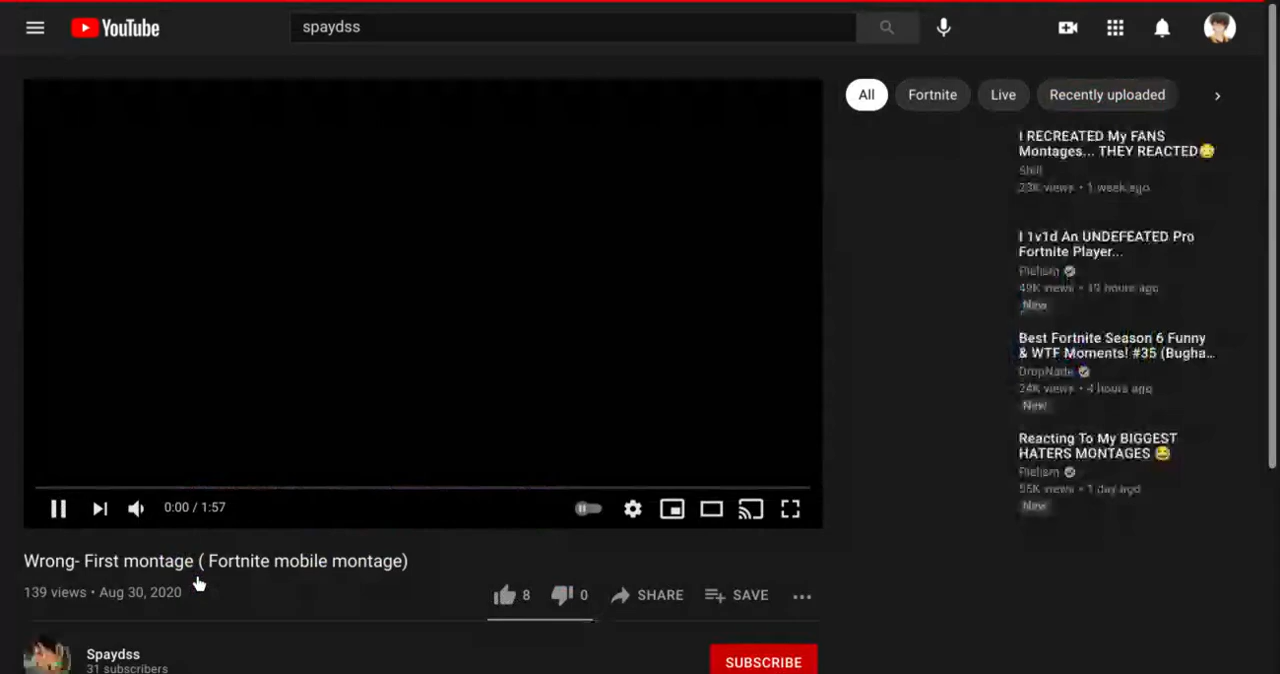 YouTube
spaydss
All
Fortnite
Live
Recently uploaded
I RECREATED My FANS
Montages... THEY REACTED😳
Shiii
23K views • 1 week ago
I 1v1d An UNDEFEATED Pro
Fortnite Player...
49K views • 19 hours ago
New
Best Fortnite Season 6 Funny
& WTF Moments! #35 (Bugha...
DropNade
24K views • 4 hours ago
New
Reacting To My BIGGEST
HATERS MONTAGES 😂
55K views • 1 day ago
New
0:00 / 1:57
Wrong- First montage ( Fortnite mobile montage)
139 views • Aug 30, 2020
8
0
SHARE
SAVE
Spaydss
31 subscribers
SUBSCRIBE